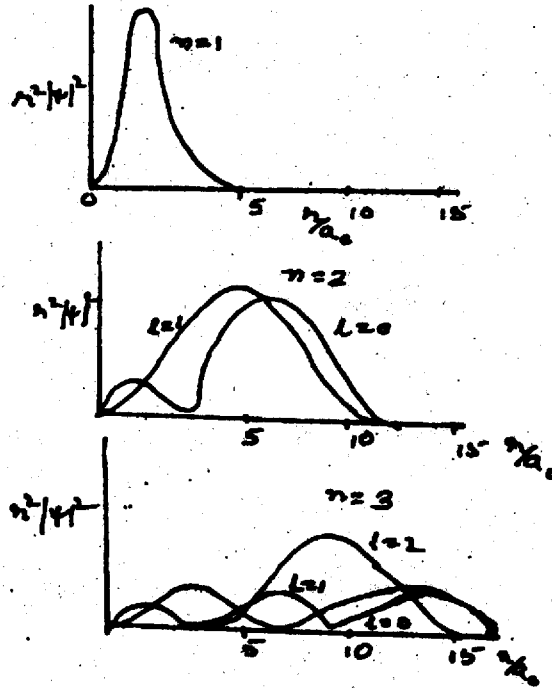 n=1
r²|ψ|²
0 5 10 15
r/a₀
n=2
r²|ψ|²
l=1 l=0
5 10 15 r/a₀
n=3
r²|ψ|²
l=2
l=1
l=0
5 10 15 r/a₀